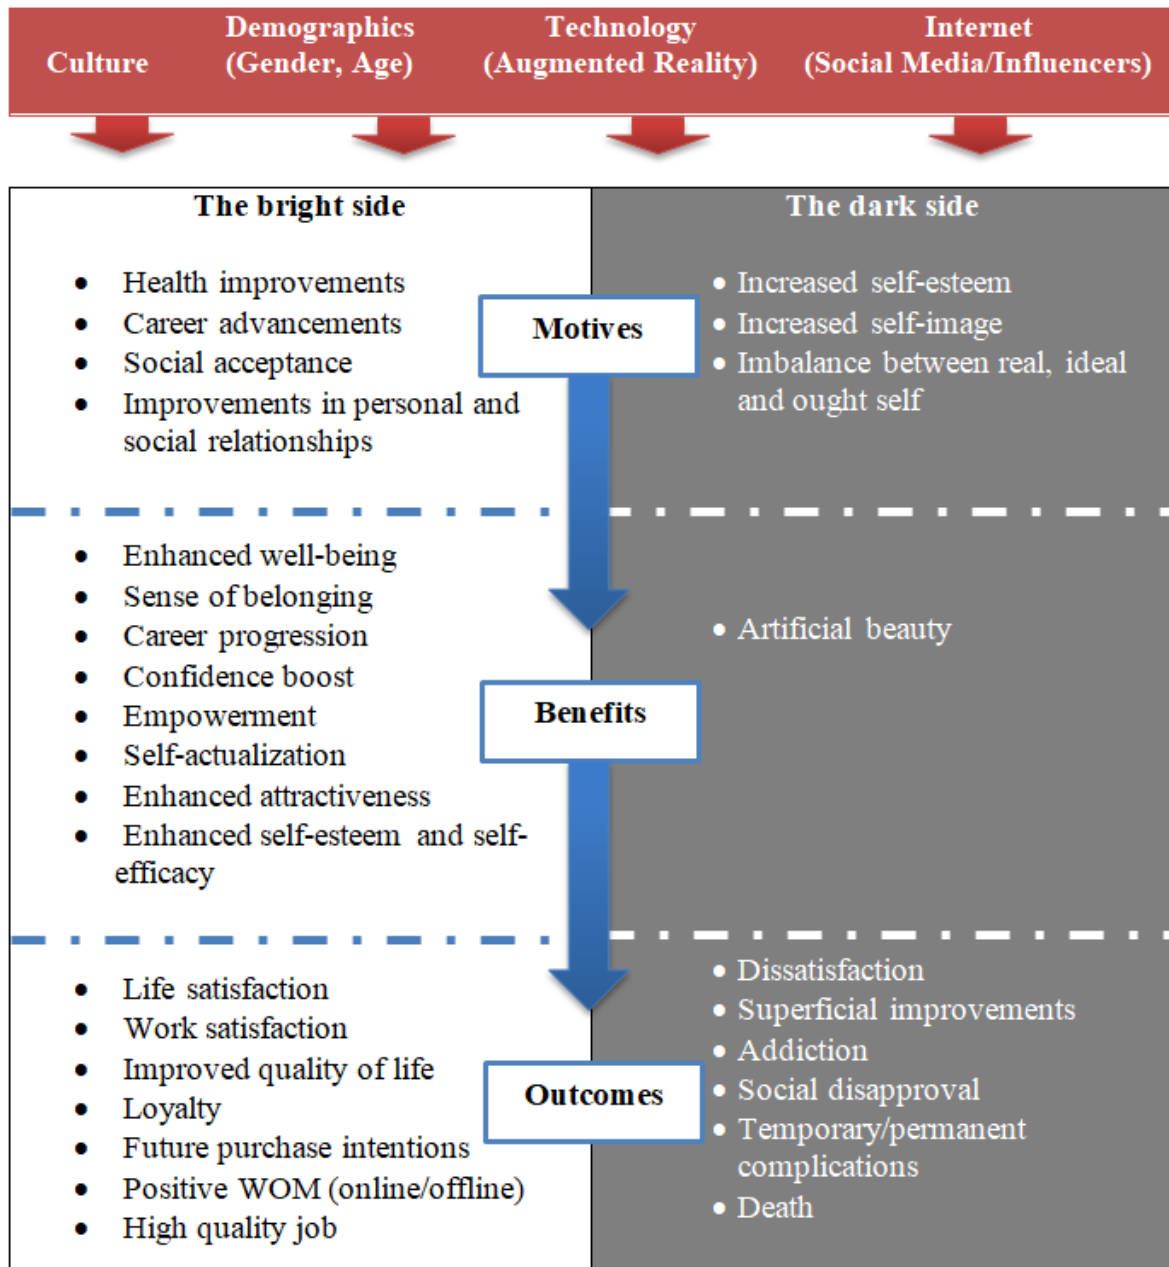 Culture
Demographics
(Gender, Age)
Technology
(Augmented Reality)
Internet
(Social Media/Influencers)
The bright side
• Health improvements
• Career advancements
• Social acceptance
• Improvements in personal and
social relationships
The dark side
• Increased self-esteem
• Increased self-image
• Imbalance between real, ideal
and ought self
Motives
• Enhanced well-being
• Sense of belonging
• Career progression
• Confidence boost
• Empowerment
• Self-actualization
• Enhanced attractiveness
• Enhanced self-esteem and self-
efficacy
• Artificial beauty
Benefits
• Life satisfaction
• Work satisfaction
• Improved quality of life
• Loyalty
• Future purchase intentions
• Positive WOM (online/offline)
• High quality job
• Dissatisfaction
• Superficial improvements
• Addiction
• Social disapproval
• Temporary/permanent
complications
• Death
Outcomes